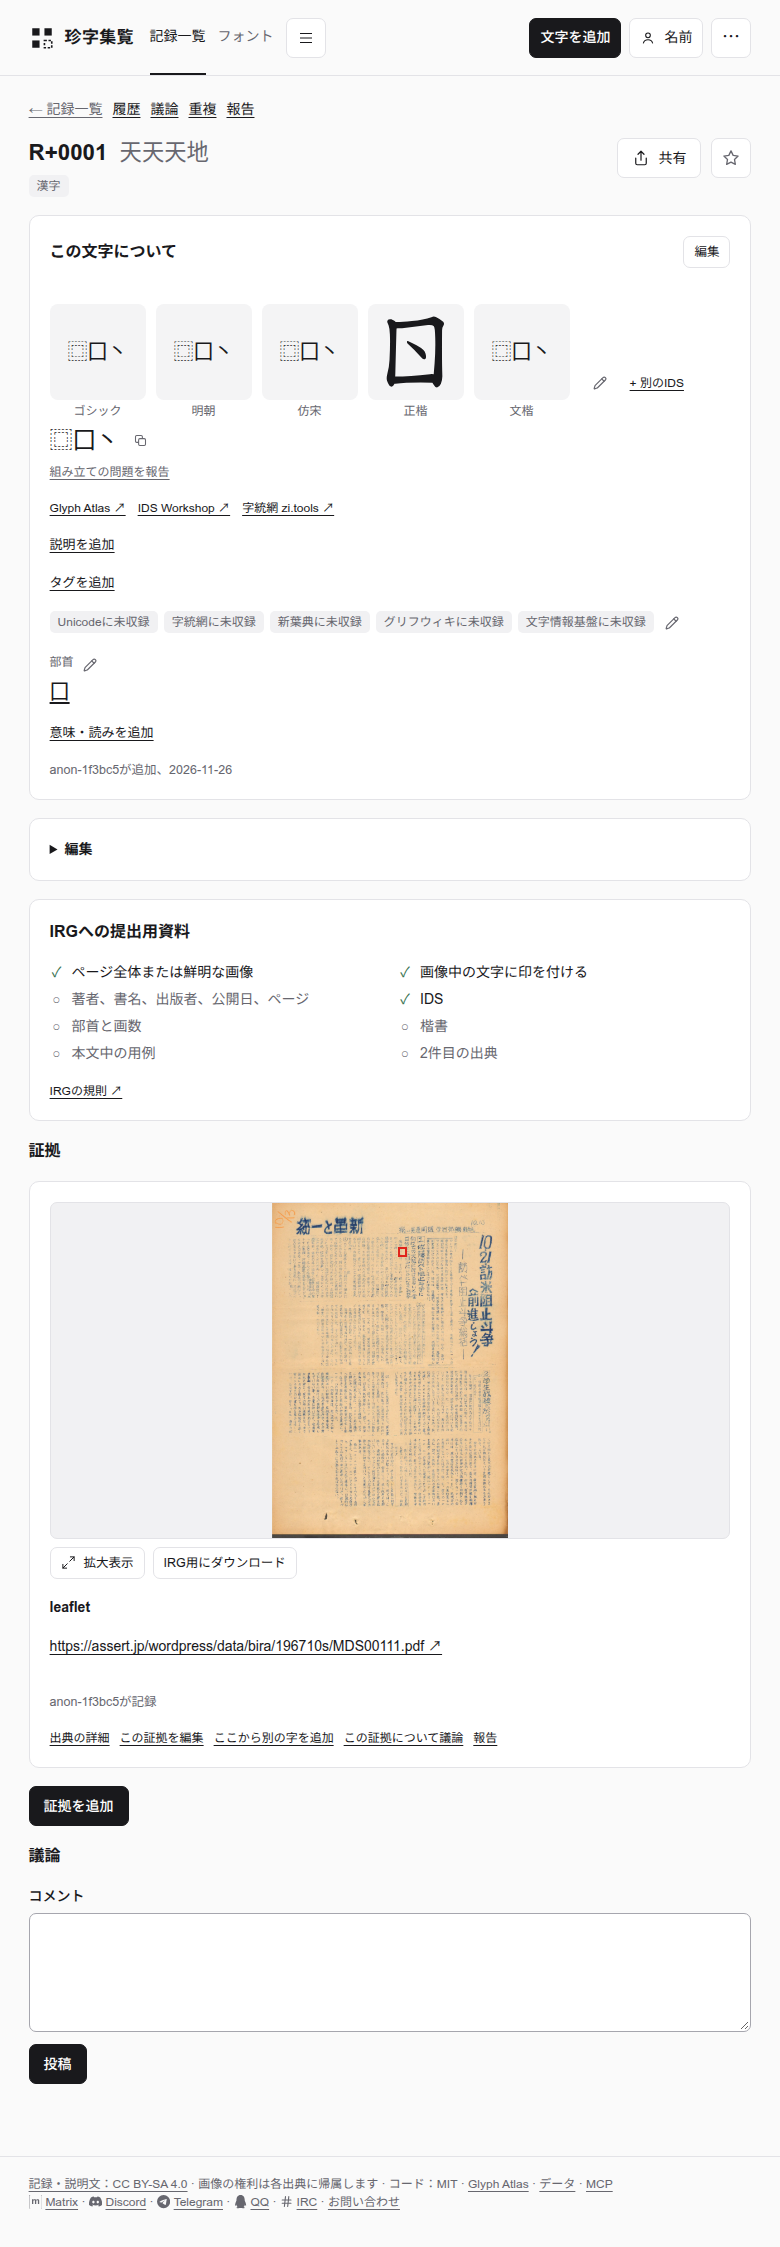 珍字集覧 記録一覧 フォント 文字を追加 名前
← 記録一覧 履歴 議論 重複 報告
R+0001 天天天地
共有
漢字
この文字について
編集
⿴囗丶 ⿴囗丶 ⿴囗丶 ⿴囗丶
ゴシック 明朝 仿宋 正楷 文楷
+ 別のIDS
⿴囗丶
組み立ての問題を報告
Glyph Atlas ↗ IDS Workshop ↗ 字統網 zi.tools ↗
説明を追加
タグを追加
Unicodeに未収録 字統網に未収録 新葉典に未収録 グリフウィキに未収録 文字情報基盤に未収録
部首
囗
意味・読みを追加
anon-1f3bc5が追加、2026-11-26
▶ 編集
IRGへの提出用資料
✓ ページ全体または鮮明な画像
✓ 画像中の文字に印を付ける
○ 著者、書名、出版者、公開日、ページ
✓ IDS
○ 部首と画数
○ 楷書
○ 本文中の用例
○ 2件目の出典
IRGの規則 ↗
証拠
10.21訪米阻止斗争
拡大表示 IRG用にダウンロード
leaflet
https://assert.jp/wordpress/data/bira/196710s/MDS00111.pdf ↗
anon-1f3bc5が記録
出典の詳細 この証拠を編集 ここから別の字を追加 この証拠について議論 報告
証拠を追加
議論
コメント
投稿
記録・説明文：CC BY-SA 4.0 · 画像の権利は各出典に帰属します · コード：MIT · Glyph Atlas · データ · MCP
Matrix · Discord · Telegram · QQ · IRC · お問い合わせ